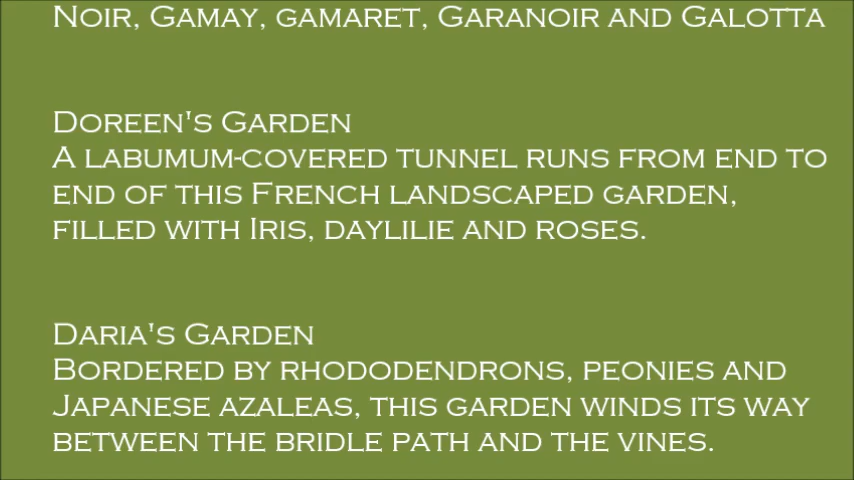 Noir, Gamay, gamaret, Garanoir and Galotta
Doreen's Garden
A labumum-covered tunnel runs from end to
end of this French landscaped garden,
filled with Iris, daylilie and roses.
Daria's Garden
Bordered by rhododendrons, peonies and
Japanese azaleas, this garden winds its way
between the bridle path and the vines.